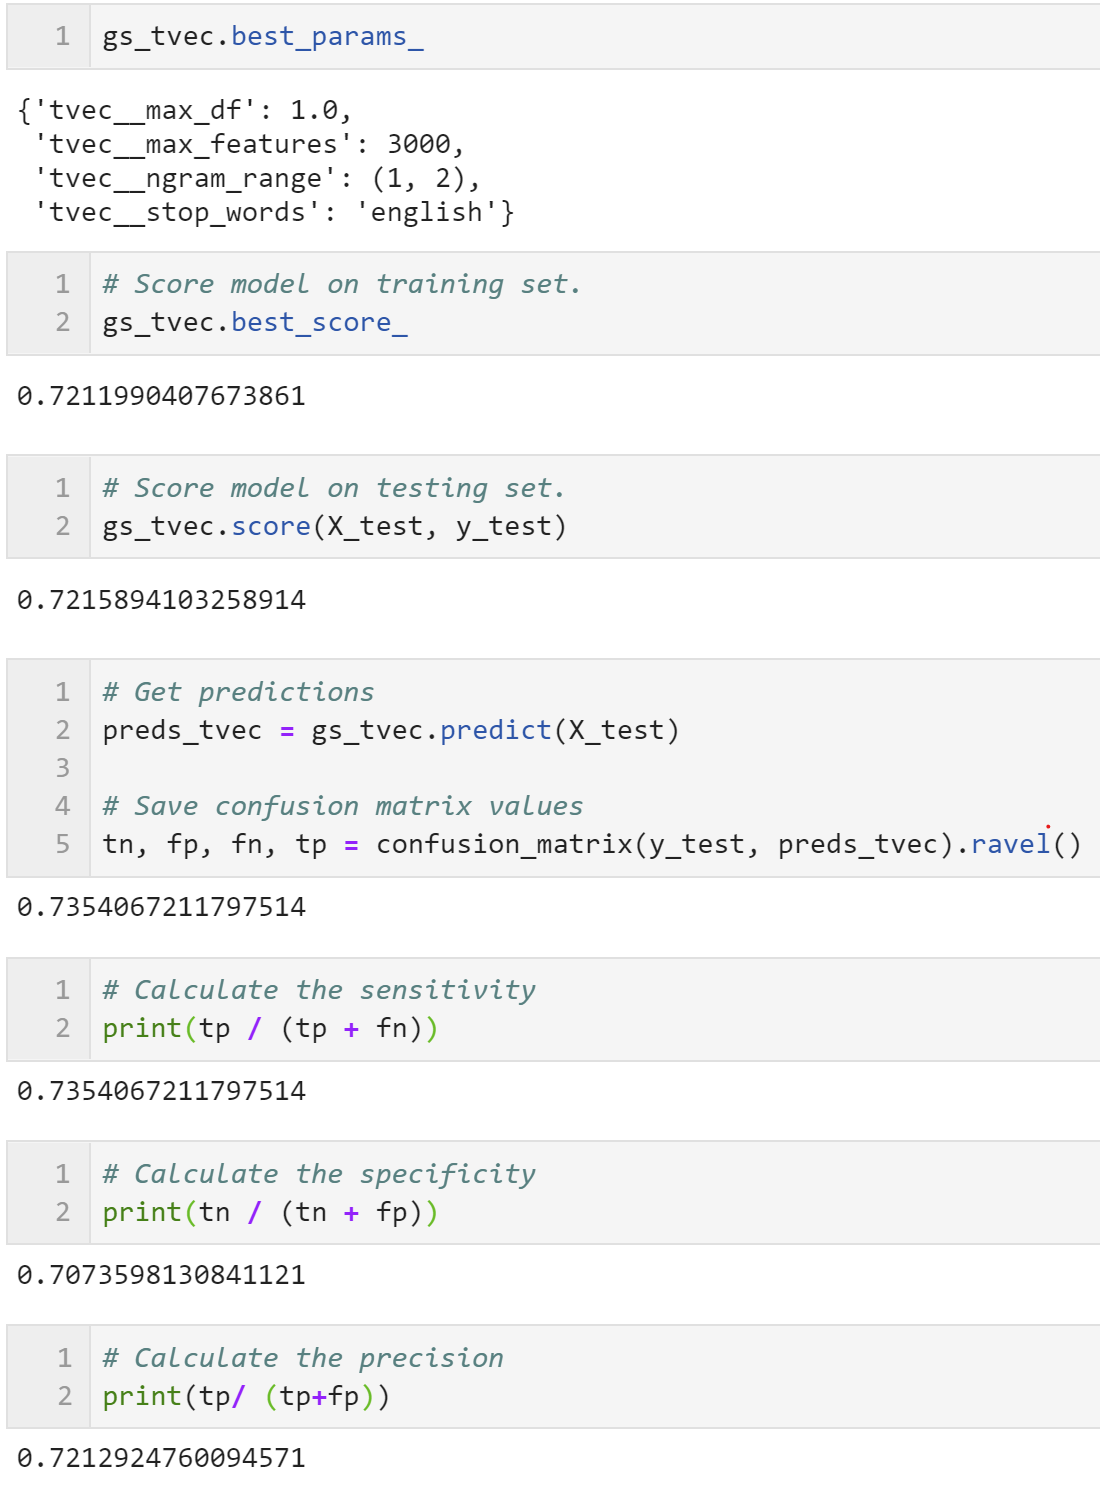 1 gs_tvec.best_params_
{'tvec__max_df': 1.0,
 'tvec__max_features': 3000,
 'tvec__ngram_range': (1, 2),
 'tvec__stop_words': 'english'}
1 # Score model on training set.
2 gs_tvec.best_score_
0.7211990407673861
1 # Score model on testing set.
2 gs_tvec.score(X_test, y_test)
0.7215894103258914
1 # Get predictions
2 preds_tvec = gs_tvec.predict(X_test)
3
4 # Save confusion matrix values
5 tn, fp, fn, tp = confusion_matrix(y_test, preds_tvec).ravel()
0.7354067211797514
1 # Calculate the sensitivity
2 print(tp / (tp + fn))
0.7354067211797514
1 # Calculate the specificity
2 print(tn / (tn + fp))
0.7073598130841121
1 # Calculate the precision
2 print(tp/ (tp+fp))
0.7212924760094571